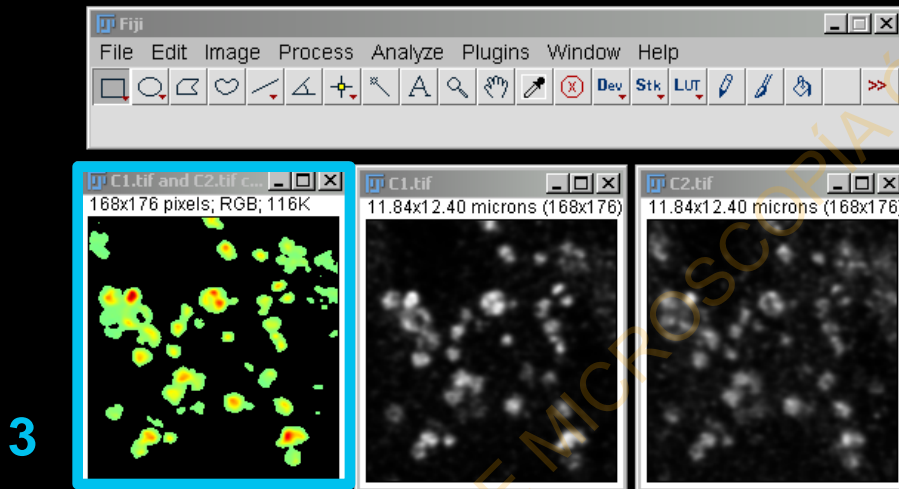 Fiji
File Edit Image Process Analyze Plugins Window Help
A Dev Stk LUT >>
C1.tif and C2.tif c...
168x176 pixels; RGB; 116K
C1.tif
11.84x12.40 microns (168x176)
C2.tif
11.84x12.40 microns (168x176)
3
E MICROSCOPÍA